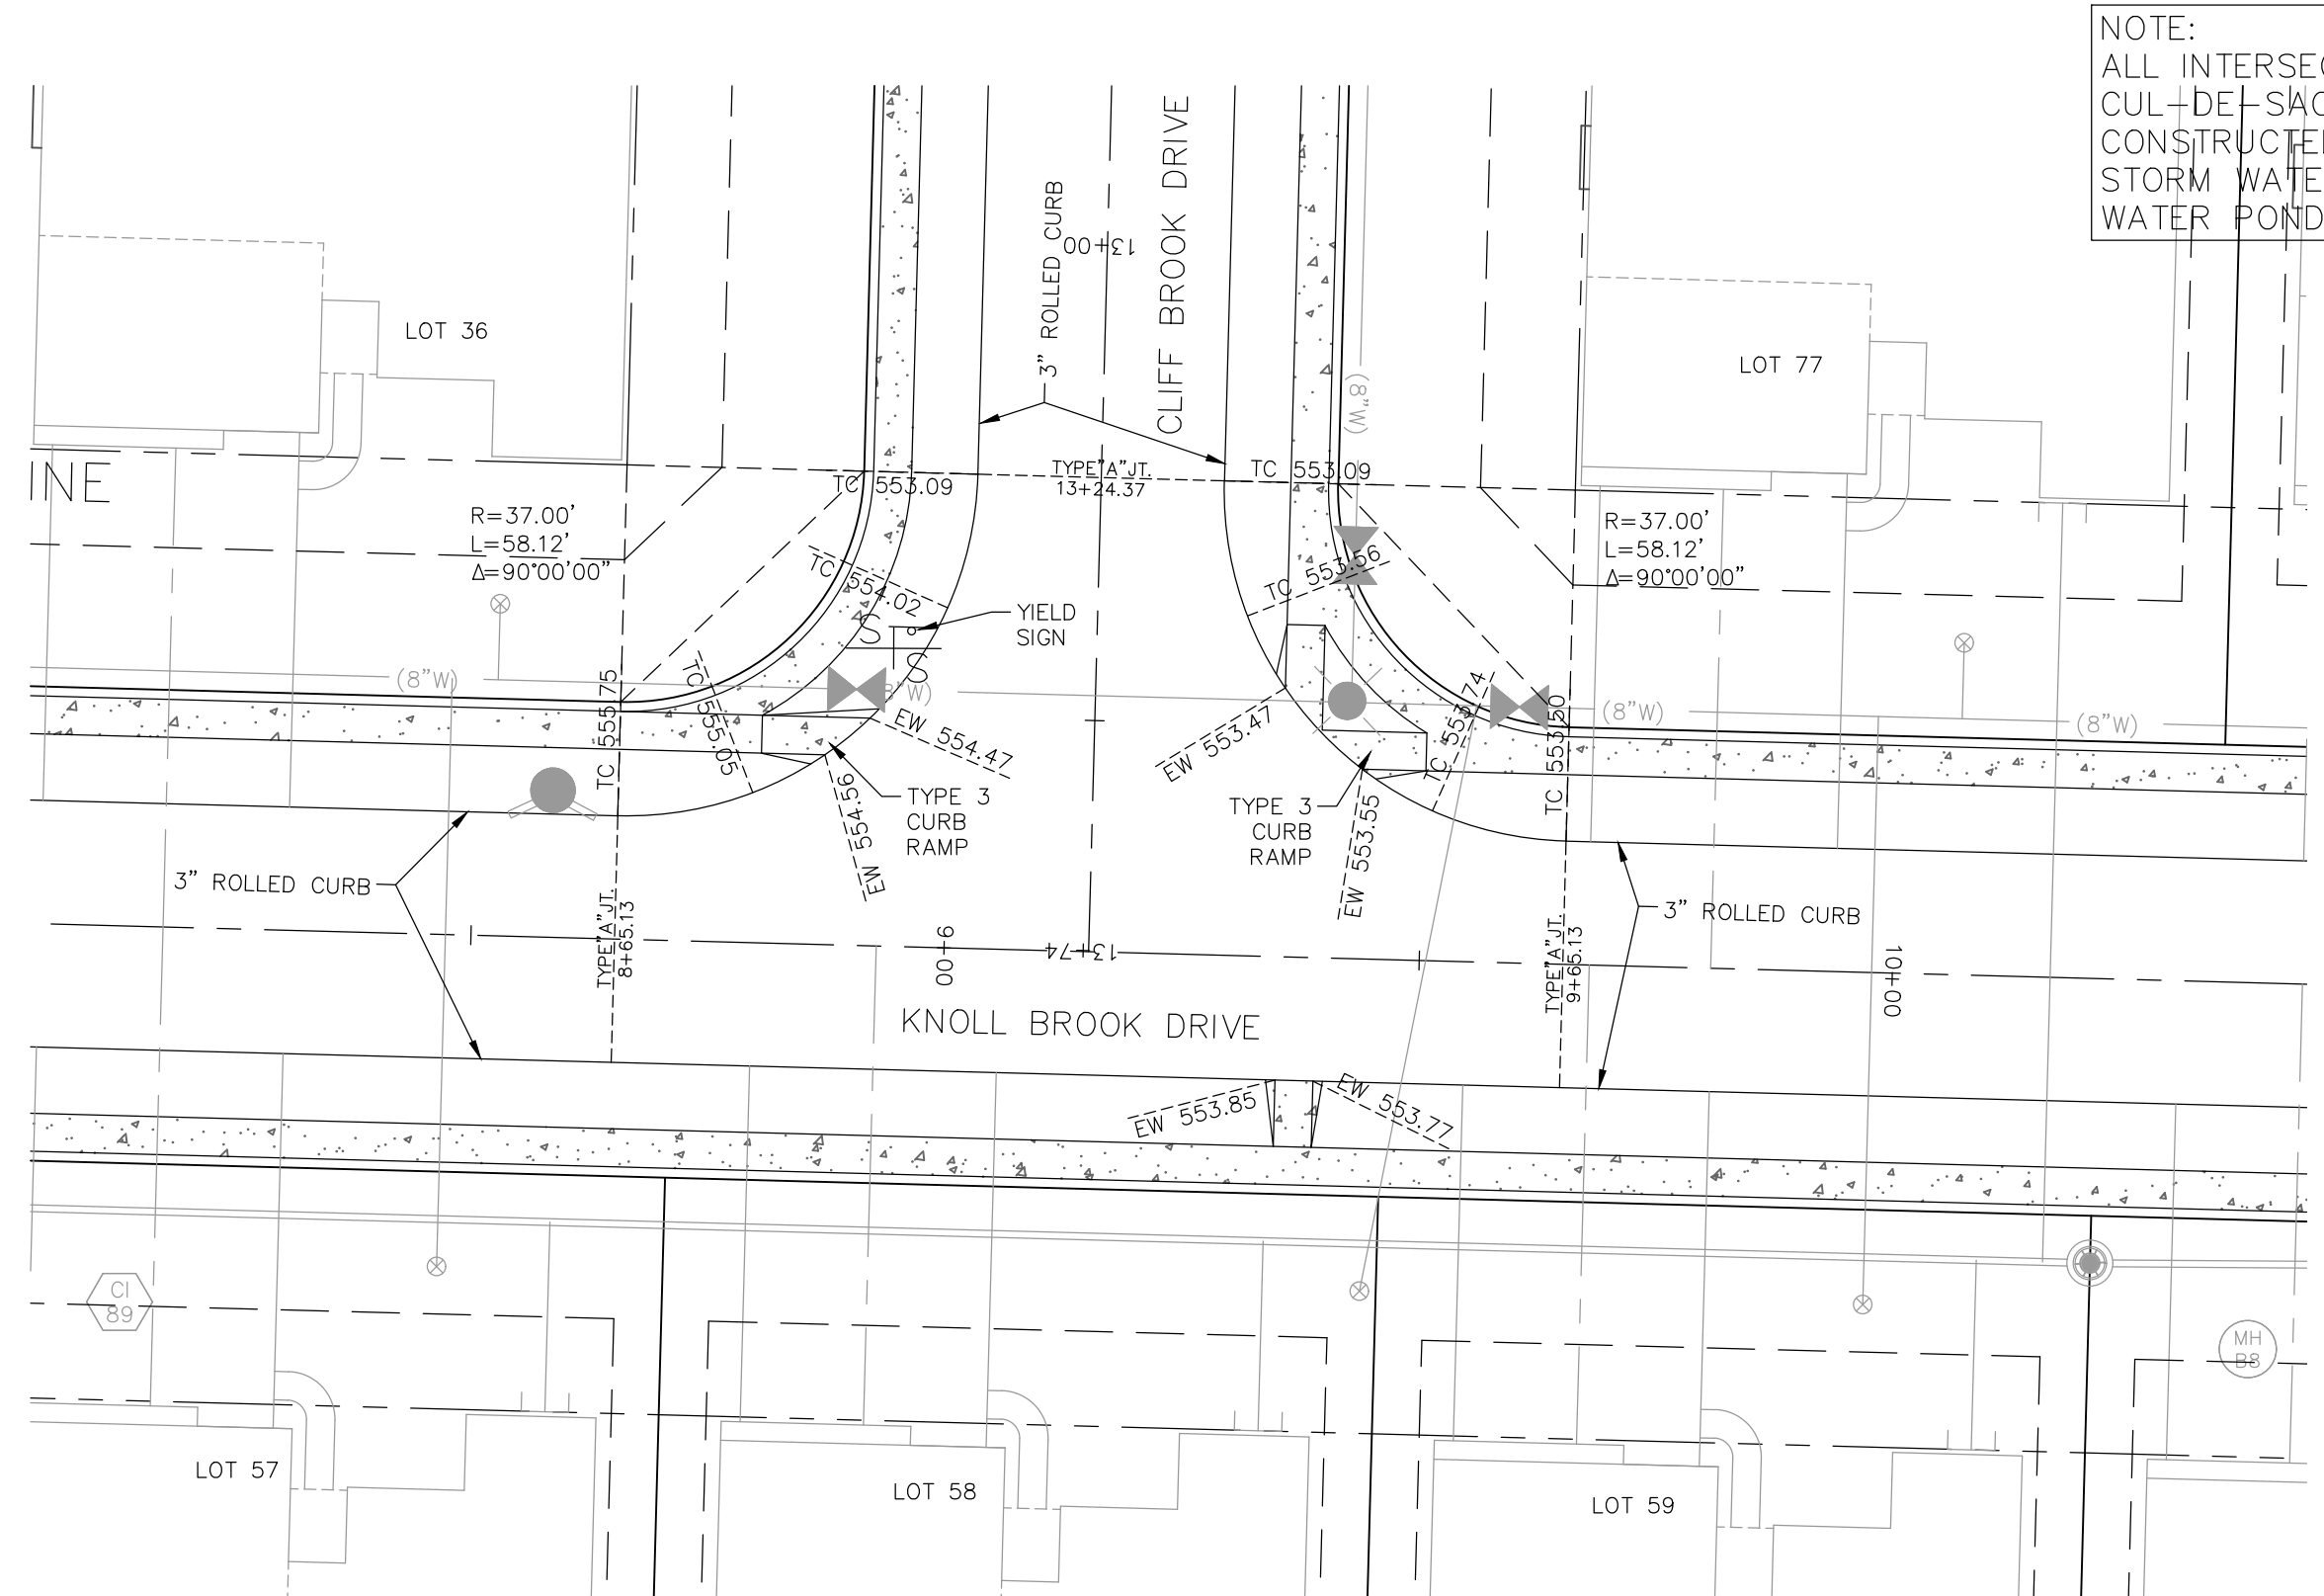 NOTE:
ALL
CUL-DE-SAC
CONSTRUCTED
STORM WATE
WATER POND
CLIFF BROOK DRIVE
3" ROLLED CURB
13+00
LOT 36
LOT 77
(8"W)
INE
TC 553.09
TYPE"A"JT.
13+24.37
TC 553.09
R=37.00'
L=58.12'
Δ=90°00'00"
R=37.00'
L=58.12'
Δ=90°00'00"
TC 554.02
TC 553.56
YIELD
SIGN
S
S
(8"W)
8"W)
(8"W)
(8"W)
TC 555.75
TC 555.05
EW 554.47
EW 553.47
TC 553.74
TC 553.50
EW 554.56
TYPE 3
CURB
RAMP
TYPE 3
CURB
RAMP
EW 553.55
3" ROLLED CURB
3" ROLLED CURB
TYPE"A"JT.
8+65.13
9+00
13+74
TYPE"A"JT.
9+65.13
10+00
KNOLL BROOK DRIVE
EW 553.85
EW 553.77
CI
89
MH
B8
LOT 57
LOT 58
LOT 59